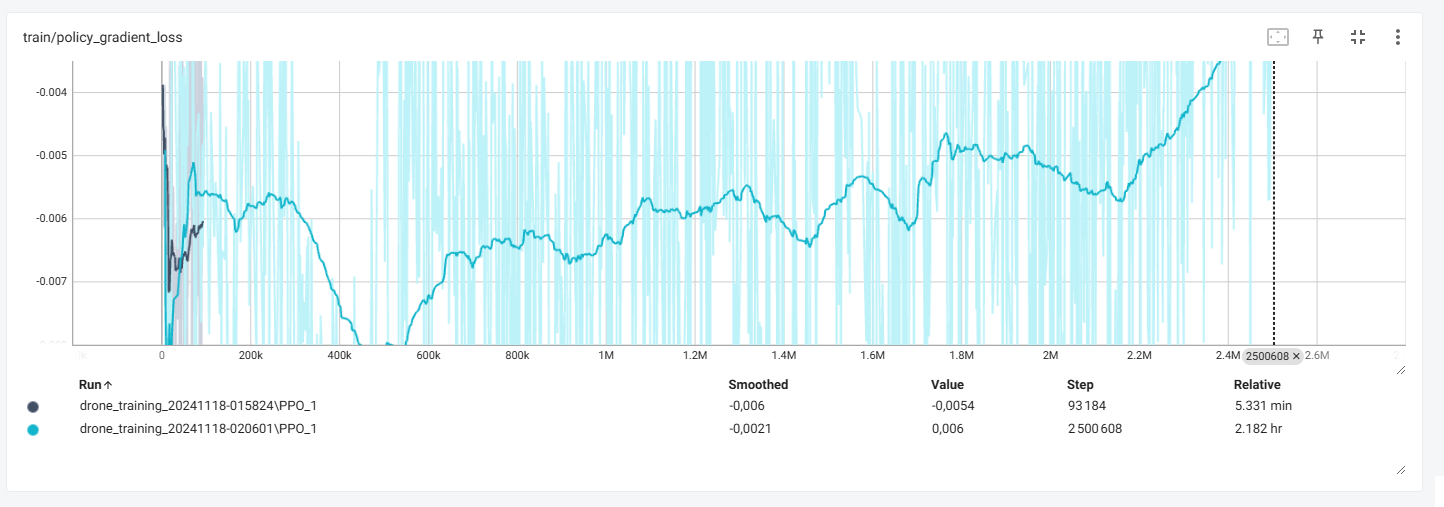 train/policy_gradient_loss
-0.004
-0.005
-0.006
-0.007
0 200k 400k 600k 800k 1M 1.2M 1.4M 1.6M 1.8M 2M 2.2M 2.4M 2500608 × 2.6M
Run↑ Smoothed Value Step Relative
drone_training_20241118-015824\PPO_1 -0,006 -0,0054 93 184 5.331 min
drone_training_20241118-020601\PPO_1 -0,0021 0,006 2 500 608 2.182 hr